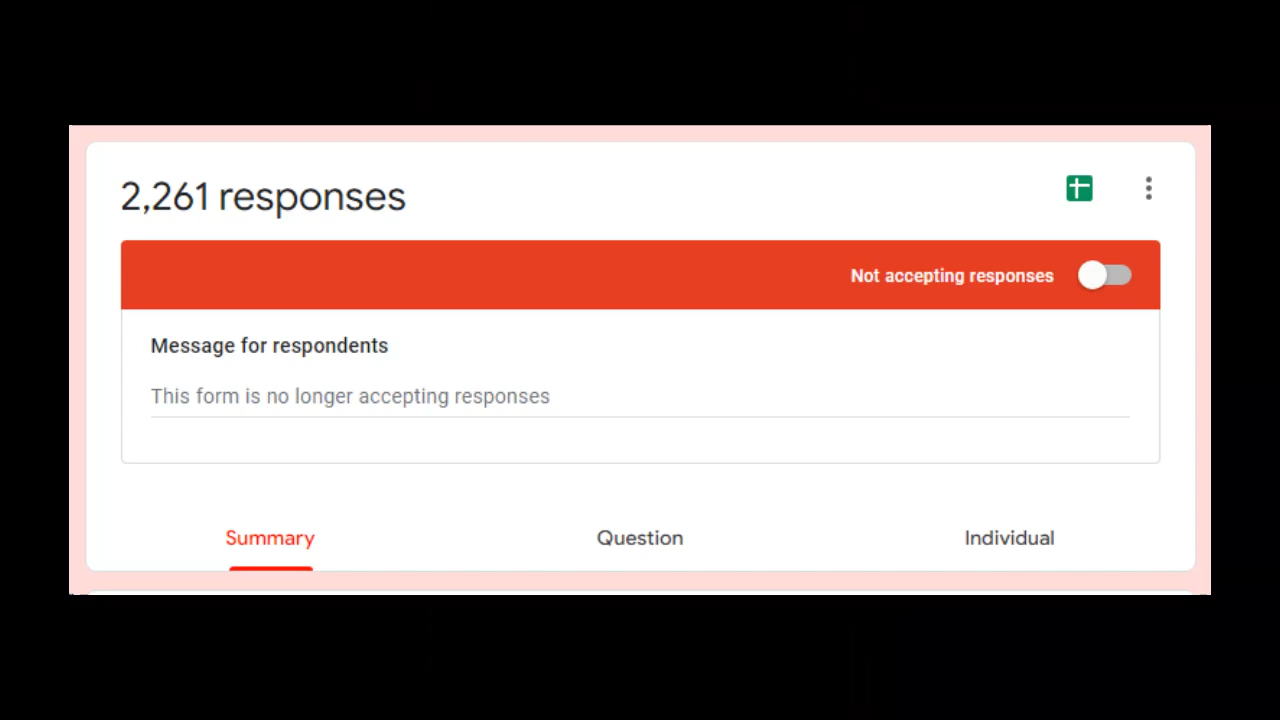 2,261 responses
Not accepting responses
Message for respondents
This form is no longer accepting responses
Summary
Question
Individual